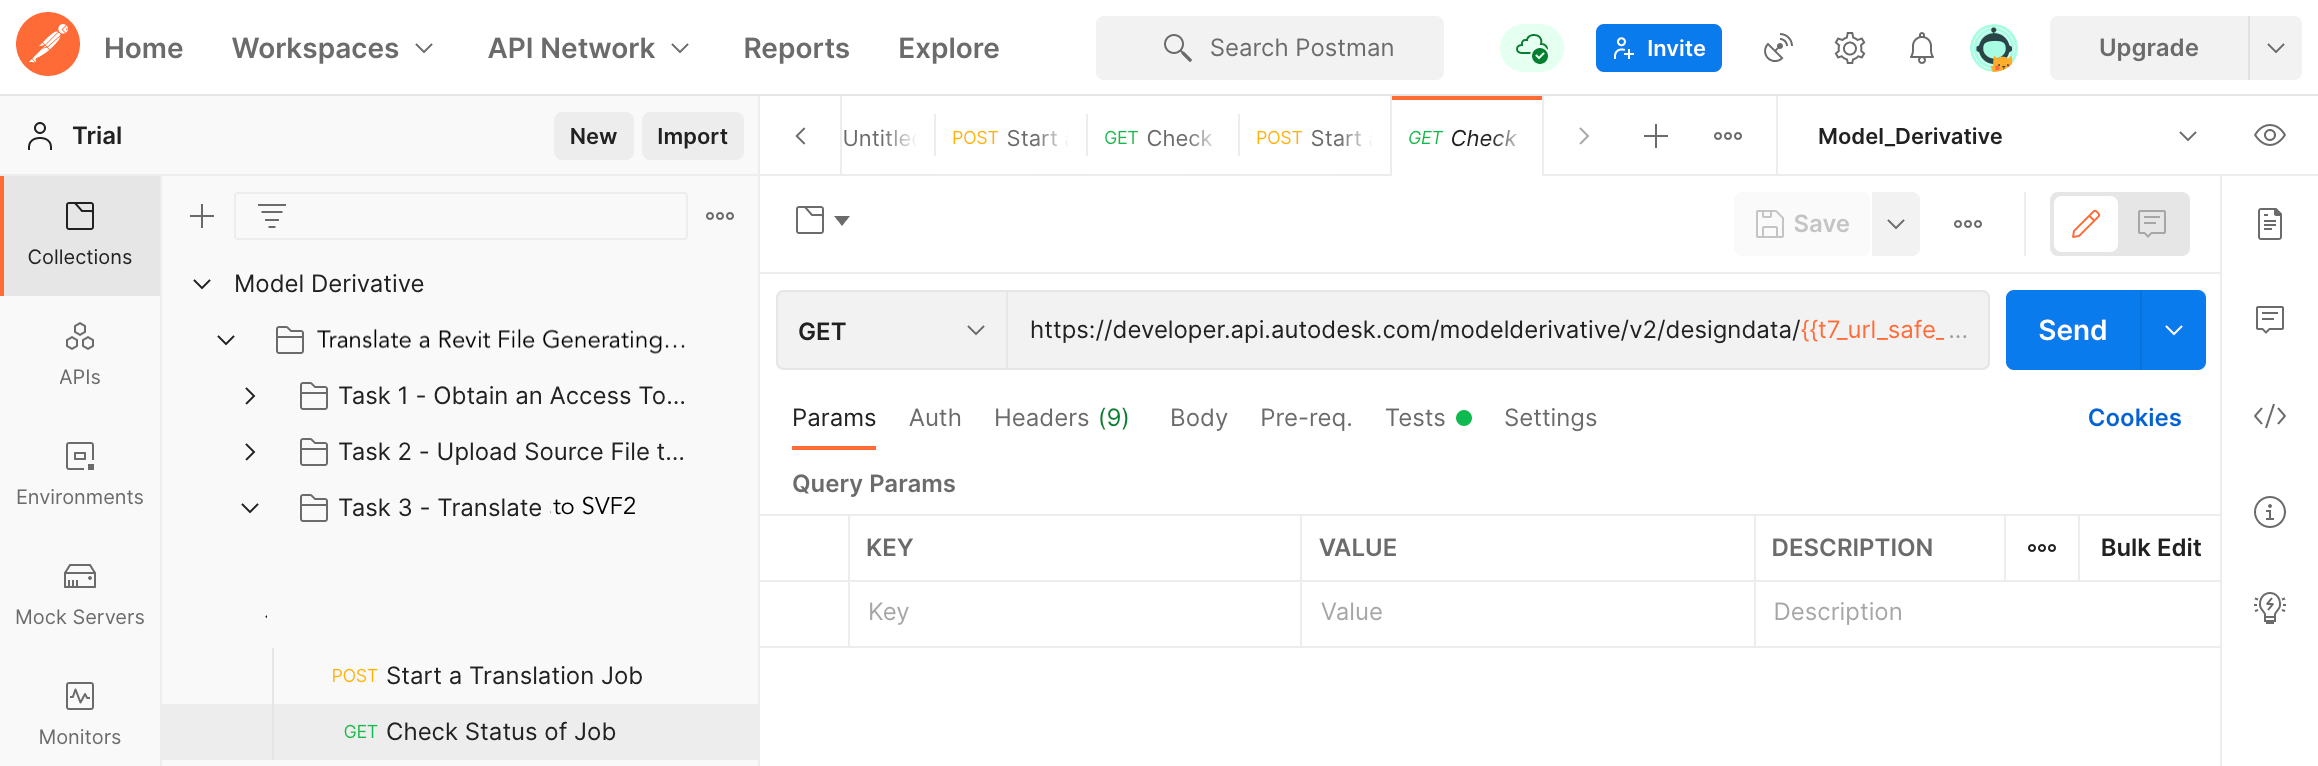 Home Workspaces API Network Reports Explore Search Postman Invite Upgrade
Trial New Import
POST Start GET Check POST Start GET Check Model_Derivative
Collections
Save
Model Derivative
GET https://developer.api.autodesk.com/modelderivative/v2/designdata/{{t7_url_safe_ ... Send
Translate a Revit File Generating...
APIs
Task 1 - Obtain an Access To...
Params Auth Headers (9) Body Pre-req. Tests Settings Cookies
Task 2 - Upload Source File t...
Query Params
Environments
Task 3 - Translate to SVF2
KEY VALUE DESCRIPTION Bulk Edit
Key Value Description
Mock Servers
POST Start a Translation Job
GET Check Status of Job
Monitors